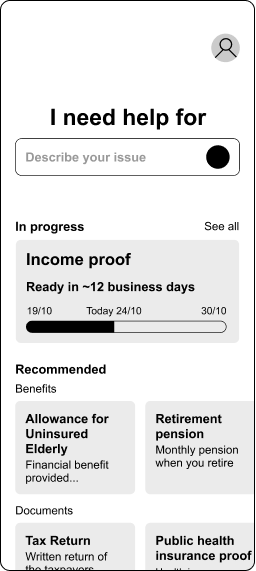 I need help for
Describe your issue
In progress
See all
Income proof
Ready in ~12 business days
19/10
Today 24/10
30/10
Recommended
Benefits
Allowance for
Uninsured
Elderly
Financial benefit
provided...
Retirement
pension
Monthly pension
when you retire
Documents
Tax Return
Written return of
the taxpayers
Public health
insurance proof